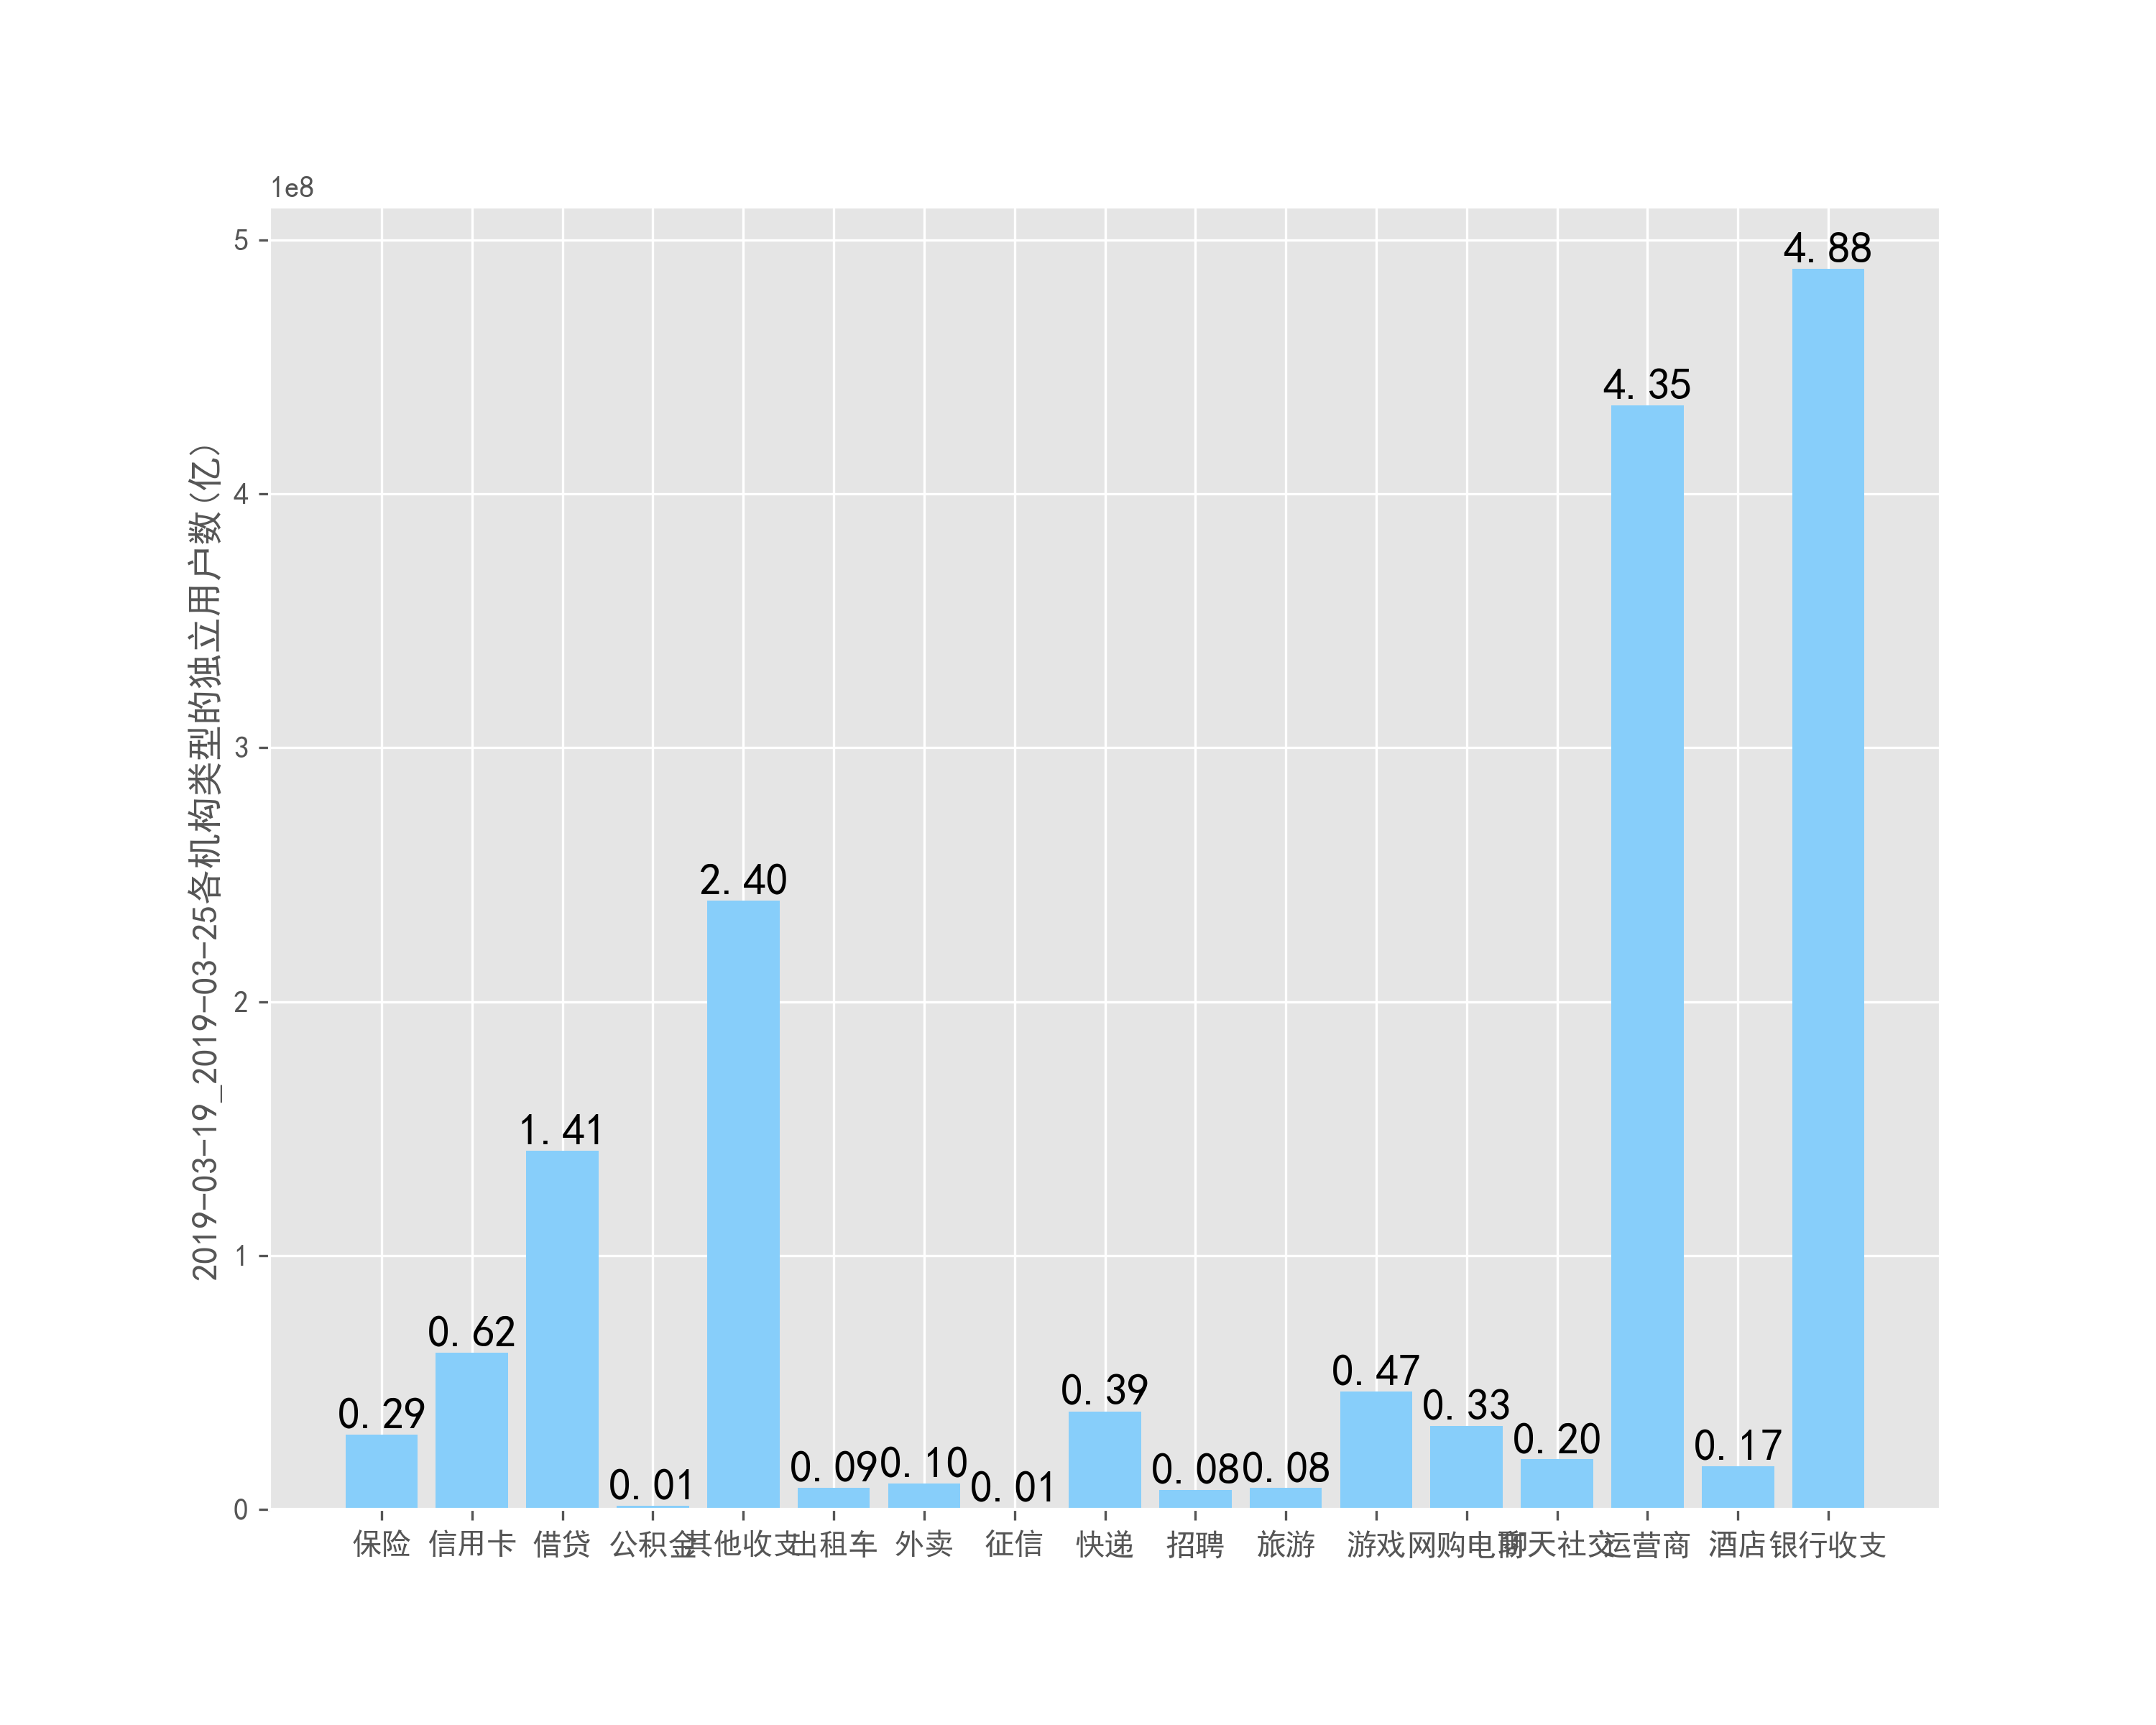 1e8
5
4
3
2
1
0
2019-03-19_2019-03-25各机构类型的独立用户数(亿)
0.29
0.62
1.41
0.01
2.40
0.09
0.10
0.01
0.39
0.08
0.08
0.47
0.33
0.20
4.35
0.17
4.88
保险
信用卡
借贷
公积金
其他收支
出租车
外卖
征信
快递
招聘
旅游
游戏
网购电商
聊天社交
运营商
酒店
银行收支